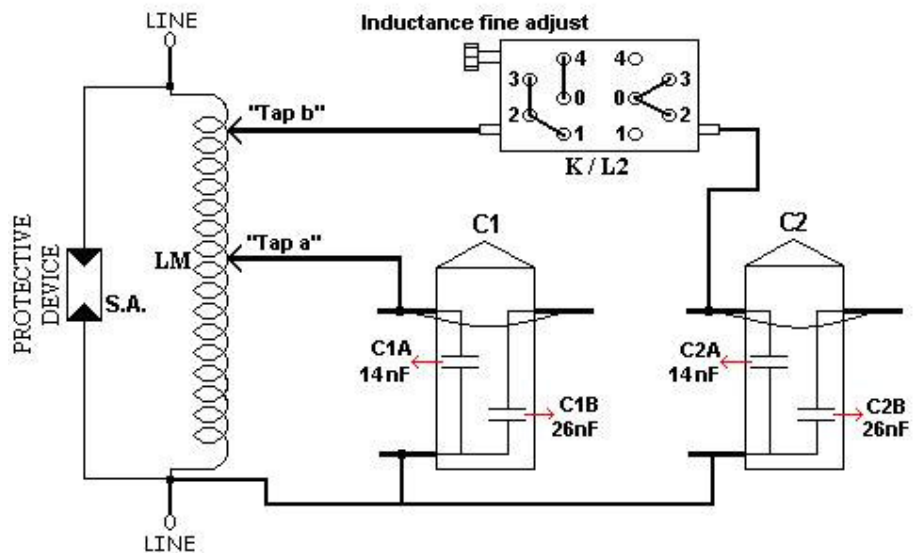 LINE
Inductance fine adjust
4 4
3 3
0 0
2 2
1 1
K / L2
"Tap b"
"Tap a"
LM
PROTECTIVE
DEVICE
S.A.
C1
C1A
14nF
C1B
26nF
C2
C2A
14nF
C2B
26nF
LINE